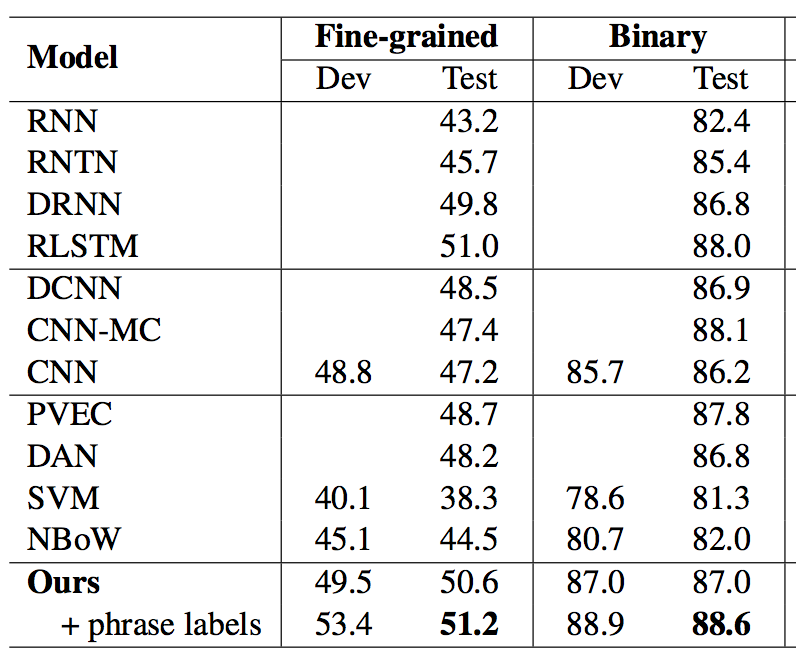 Model Fine-grained Binary
Dev Test Dev Test
RNN 43.2 82.4
RNTN 45.7 85.4
DRNN 49.8 86.8
RLSTM 51.0 88.0
DCNN 48.5 86.9
CNN-MC 47.4 88.1
CNN 48.8 47.2 85.7 86.2
PVEC 48.7 87.8
DAN 48.2 86.8
SVM 40.1 38.3 78.6 81.3
NBoW 45.1 44.5 80.7 82.0
Ours 49.5 50.6 87.0 87.0
+ phrase labels 53.4 51.2 88.9 88.6